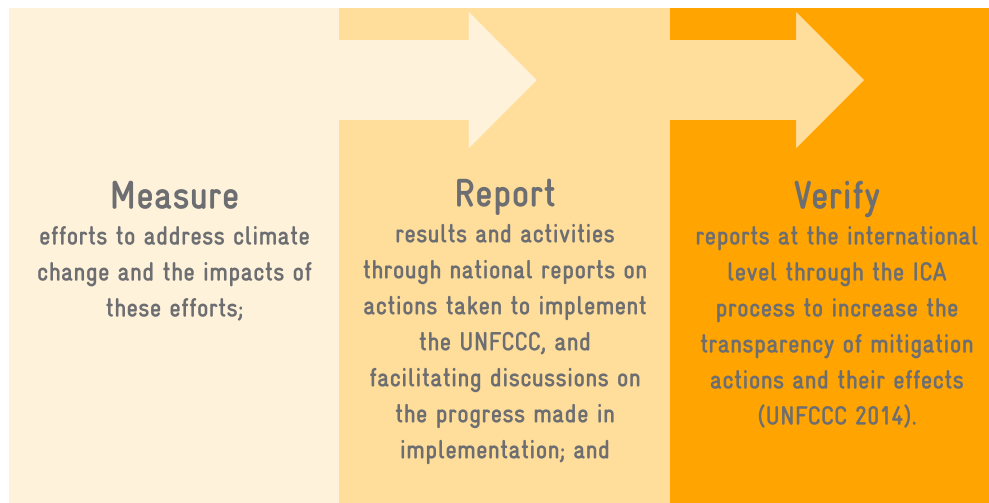 Measure
efforts to address climate
change and the impacts of
these efforts;
Report
results and activities
through national reports on
actions taken to implement
the UNFCCC, and
facilitating discussions on
the progress made in
implementation; and
Verify
reports at the international
level through the ICA
process to increase the
transparency of mitigation
actions and their effects
(UNFCCC 2014).